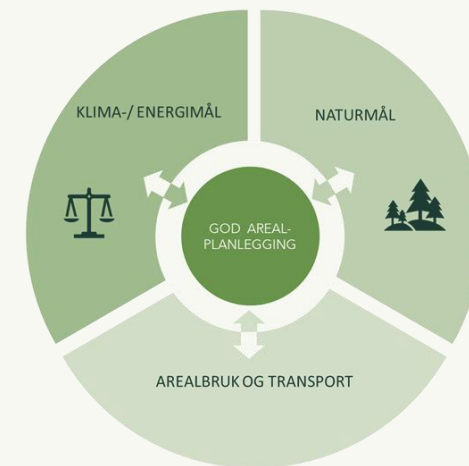 KLIMA-/ ENERGIMÅL
NATURMÅL
GOD AREAL-
PLANLEGGING
AREALBRUK OG TRANSPORT